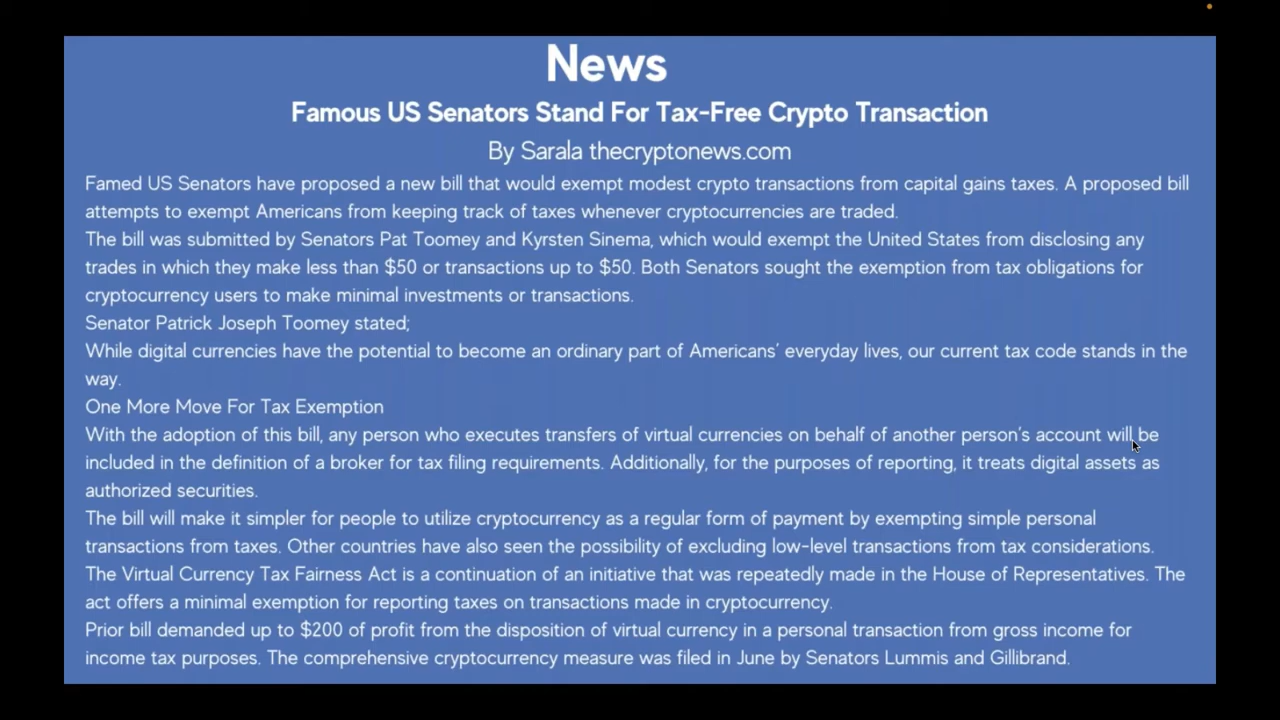 News
Famous US Senators Stand For Tax-Free Crypto Transaction
By Sarala thecryptonews.com
Famed US Senators have proposed a new bill that would exempt modest crypto transactions from capital gains taxes. A proposed bill
attempts to exempt Americans from keeping track of taxes whenever cryptocurrencies are traded.
The bill was submitted by Senators Pat Toomey and Kyrsten Sinema, which would exempt the United States from disclosing any
trades in which they make less than $50 or transactions up to $50. Both Senators sought the exemption from tax obligations for
cryptocurrency users to make minimal investments or transactions.
Senator Patrick Joseph Toomey stated;
While digital currencies have the potential to become an ordinary part of Americans’ everyday lives, our current tax code stands in the
way.
One More Move For Tax Exemption
With the adoption of this bill, any person who executes transfers of virtual currencies on behalf of another person’s account will be
included in the definition of a broker for tax filing requirements. Additionally, for the purposes of reporting, it treats digital assets as
authorized securities.
The bill will make it simpler for people to utilize cryptocurrency as a regular form of payment by exempting simple personal
transactions from taxes. Other countries have also seen the possibility of excluding low-level transactions from tax considerations.
The Virtual Currency Tax Fairness Act is a continuation of an initiative that was repeatedly made in the House of Representatives. The
act offers a minimal exemption for reporting taxes on transactions made in cryptocurrency.
Prior bill demanded up to $200 of profit from the disposition of virtual currency in a personal transaction from gross income for
income tax purposes. The comprehensive cryptocurrency measure was filed in June by Senators Lummis and Gillibrand.